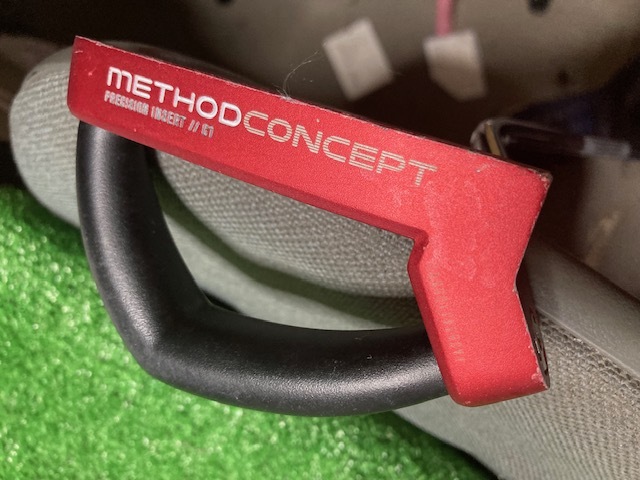 METHODCONCEPT
PRECISION INSERT // C1